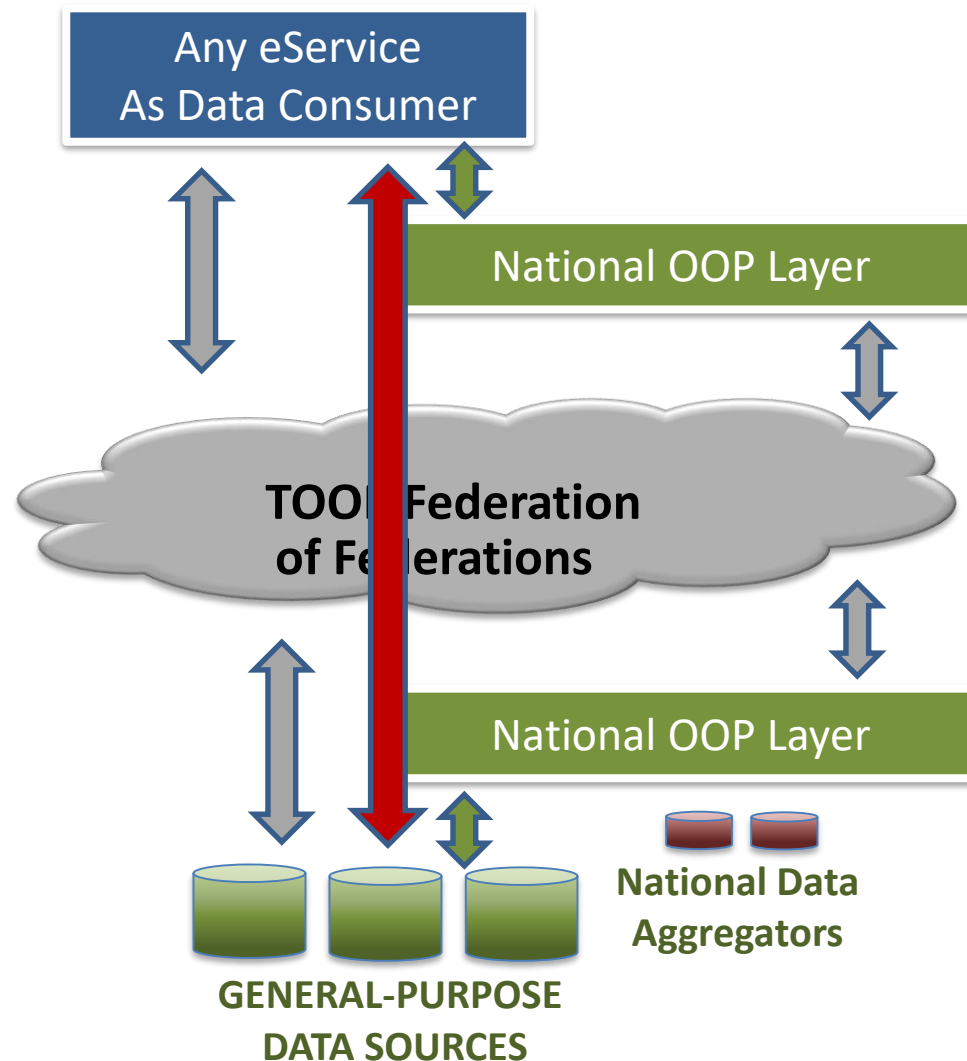 Any eService
As Data Consumer
National OOP Layer
Federation
of Federations
National OOP Layer
National Data
Aggregators
GENERAL-PURPOSE
DATA SOURCES